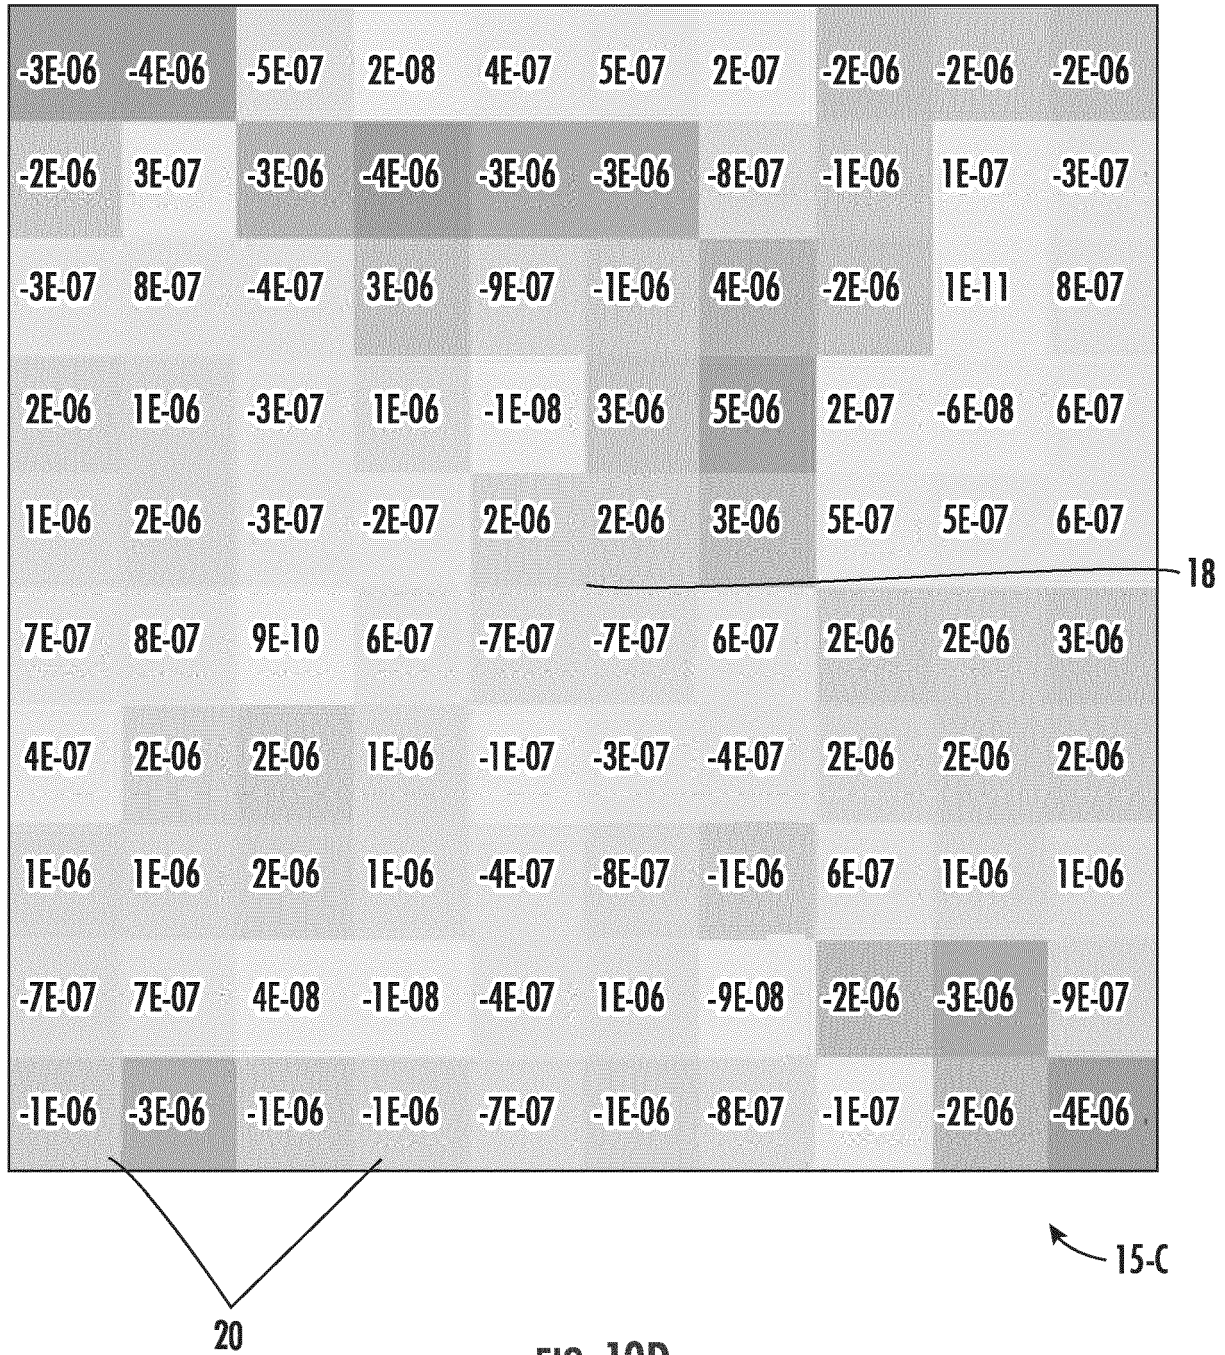 -3E-06 -4E-06 -5E-07 2E-08 4E-07 5E-07 2E-07 -2E-06 -2E-06 -2E-06
-2E-06 3E-07 -3E-06 -4E-06 -3E-06 -3E-06 -8E-07 -1E-06 1E-07 -3E-07
-3E-07 8E-07 -4E-07 3E-06 -9E-07 -1E-06 4E-06 -2E-06 1E-11 8E-07
2E-06 1E-06 -3E-07 1E-06 -1E-08 3E-06 5E-06 2E-07 -6E-08 6E-07
1E-06 2E-06 -3E-07 -2E-07 2E-06 2E-06 3E-06 5E-07 5E-07 6E-07
18
7E-07 8E-07 9E-10 6E-07 -7E-07 -7E-07 6E-07 2E-06 2E-06 3E-06
4E-07 2E-06 2E-06 1E-06 -1E-07 -3E-07 -4E-07 2E-06 2E-06 2E-06
1E-06 1E-06 2E-06 1E-06 -4E-07 -8E-07 -1E-06 6E-07 1E-06 1E-06
-7E-07 7E-07 4E-08 -1E-08 -4E-07 1E-06 -9E-08 -2E-06 -3E-06 -9E-07
-1E-06 -3E-06 -1E-06 -1E-06 -7E-07 -1E-06 -8E-07 -1E-07 -2E-06 -4E-06
15-C
20
FIG. 10D